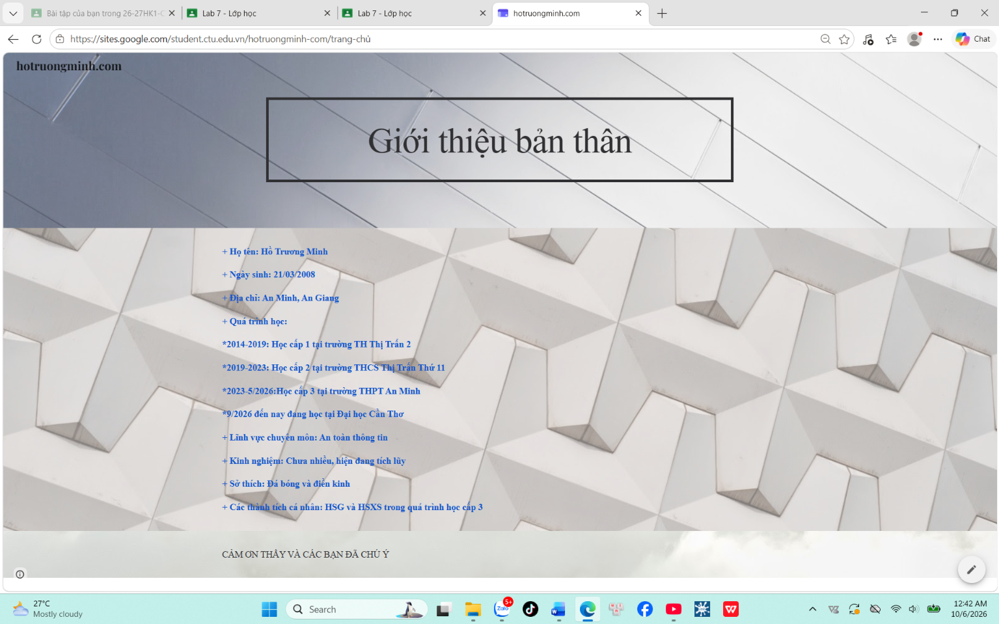 Bài tập của bạn trong 26-27HK1-C
Lab 7 - Lớp học
Lab 7 - Lớp học
hotruongminh.com
https://sites.google.com/student.ctu.edu.vn/hotruongminh-com/trang-chủ
Chat
hotruongminh.com
Giới thiệu bản thân
+ Họ tên: Hồ Trương Minh
+ Ngày sinh: 21/03/2008
+ Địa chỉ: An Minh, An Giang
+ Quá trình học:
*2014-2019: Học cấp 1 tại trường TH Thị Trấn 2
*2019-2023: Học cấp 2 tại trường THCS Thị Trấn Thứ 11
*2023-5/2026:Học cấp 3 tại trường THPT An Minh
*9/2026 đến nay đang học tại Đại học Cần Thơ
+ Lĩnh vực chuyên môn: An toàn thông tin
+ Kinh nghiệm: Chưa nhiều, hiện đang tích lũy
+ Sở thích: Đá bóng và điền kinh
+ Các thành tích cá nhân: HSG và HSXS trong quá trình học cấp 3
CẢM ƠN THẦY VÀ CÁC BẠN ĐÃ CHÚ Ý
27°C
Mostly cloudy
Search
Zalo
5+
12:42 AM
10/6/2026